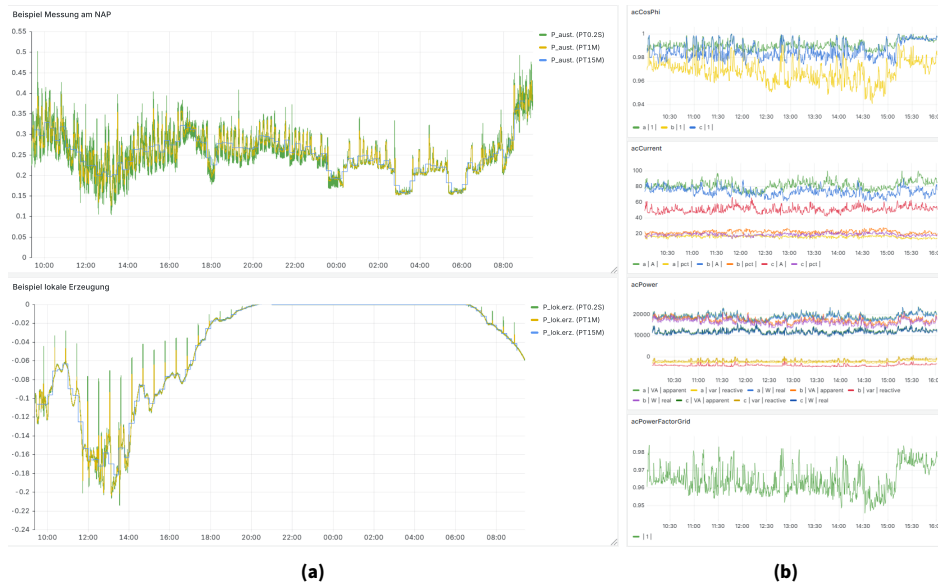 Beispiel Messung am NAP
0.55
0.5
0.45
0.4
0.35
0.3
0.25
0.2
0.15
0.1
0.05
0
10:00 12:00 14:00 16:00 18:00 20:00 22:00 00:00 02:00 04:00 06:00 08:00
P_aust. (PT0.2S)
P_aust. (PT1M)
P_aust. (PT15M)
Beispiel lokale Erzeugung
0
-0.02
-0.04
-0.06
-0.08
-0.1
-0.12
-0.14
-0.16
-0.18
-0.2
-0.22
-0.24
10:00 12:00 14:00 16:00 18:00 20:00 22:00 00:00 02:00 04:00 06:00 08:00
P_lok.erz. (PT0.2S)
P_lok.erz. (PT1M)
P_lok.erz. (PT15M)
(a)
acCosPhi
1
0.98
0.96
0.94
10:30 11:00 11:30 12:00 12:30 13:00 13:30 14:00 14:30 15:00 15:30 16:0
a | 1 | b | 1 | c | 1 |
acCurrent
100
80
60
40
20
10:30 11:00 11:30 12:00 12:30 13:00 13:30 14:00 14:30 15:00 15:30 16:0
a | A | a | pct | b | A | b | pct | c | A | c | pct |
acPower
20000
10000
0
10:30 11:00 11:30 12:00 12:30 13:00 13:30 14:00 14:30 15:00 15:30 16:0
a | VA | apparent a | var | reactive a | W | real b | VA | apparent b | var | reactive
b | W | real c | VA | apparent c | var | reactive c | W | real
acPowerFactorGrid
0.98
0.96
0.95
10:30 11:00 11:30 12:00 12:30 13:00 13:30 14:00 14:30 15:00 15:30 16:0
| 1 |
(b)